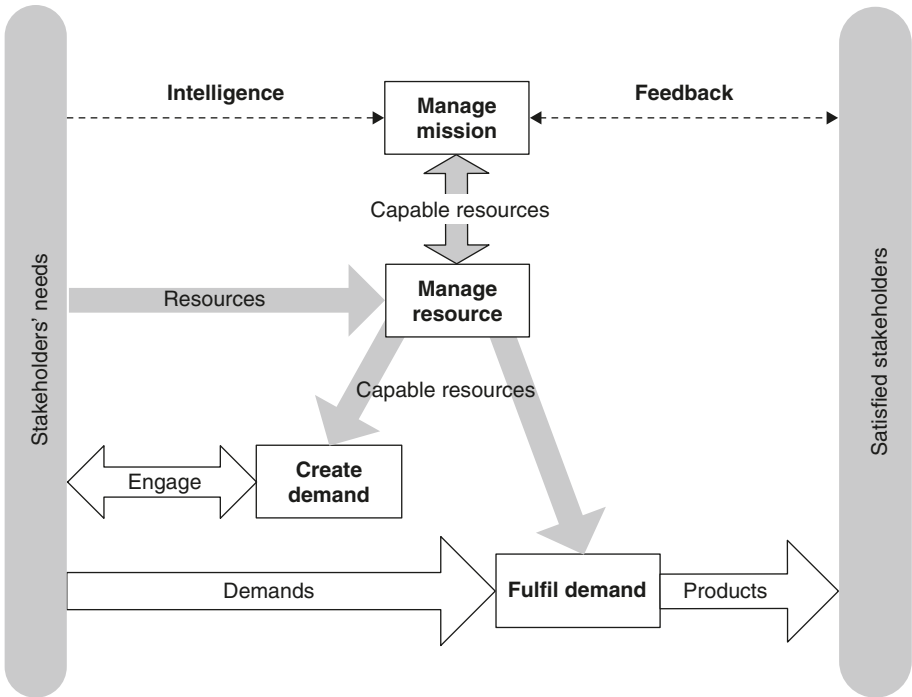 Intelligence
Feedback
Manage
mission
Capable resources
Stakeholders' needs
Satisfied stakeholders
Resources
Manage
resource
Capable resources
Engage
Create
demand
Demands
Fulfil demand
Products